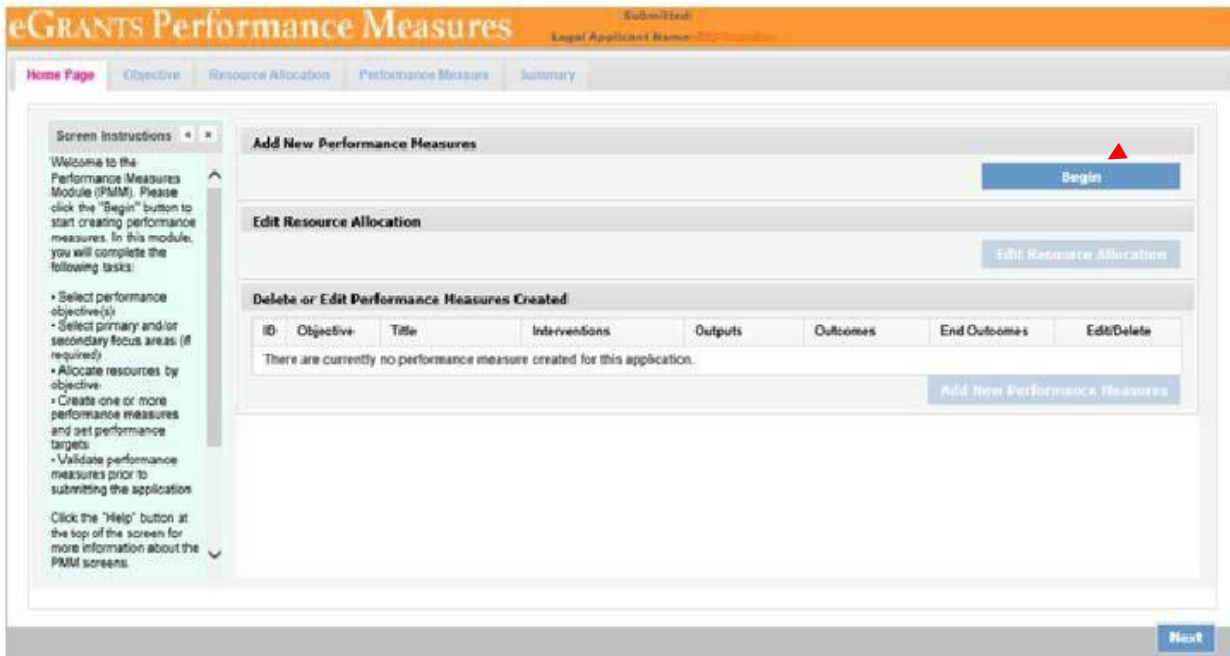 eGRANTS Performance Measures
Submitted:
Legal Applicant Name:
Home Page
Objective
Resource Allocation
Performance Measure
Summary
Screen Instructions
Welcome to the
Performance Measures
Module (PMM). Please
click the "Begin" button to
start creating performance
measures. In this module,
you will complete the
following tasks:
• Select performance
objective(s)
• Select primary and/or
secondary focus areas (if
required)
• Allocate resources by
objective
• Create one or more
performance measures
and set performance
targets
• Validate performance
measures prior to
submitting the application
Click the "Help" button at
the top of the screen for
more information about the
PMM screens.
Add New Performance Measures
Begin
Edit Resource Allocation
Edit Resource Allocation
Delete or Edit Performance Measures Created
ID Objective Title Interventions Outputs Outcomes End Outcomes Edit/Delete
There are currently no performance measure created for this application.
Add New Performance Measures
Next